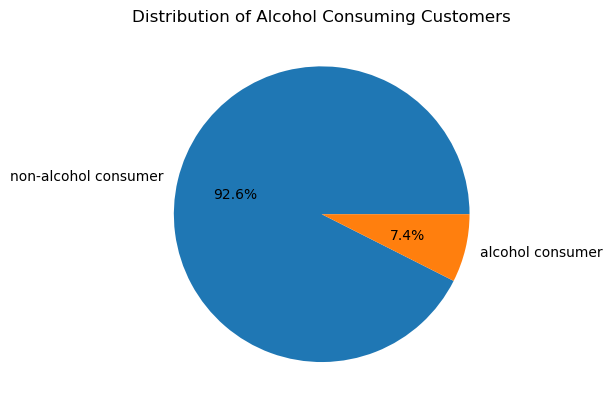 Distribution of Alcohol Consuming Customers
non-alcohol consumer
92.6%
7.4%
alcohol consumer